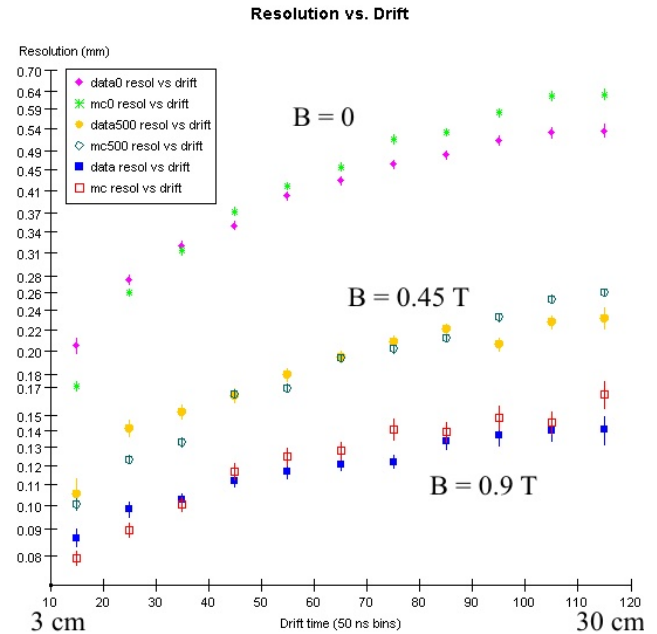 Resolution vs. Drift
Resolution (mm)
0.70
0.64
0.59
0.54
0.49
0.45
0.41
0.37
0.34
0.31
0.28
0.26
0.24
0.22
0.20
0.18
0.17
0.15
0.14
0.13
0.12
0.11
0.10
0.09
0.08
data0 resol vs drift
mc0 resol vs drift
data500 resol vs drift
mc500 resol vs drift
data resol vs drift
mc resol vs drift
B = 0
B = 0.45 T
B = 0.9 T
10 20 30 40 50 60 70 80 90 100 110 120
3 cm Drift time (50 ns bins) 30 cm